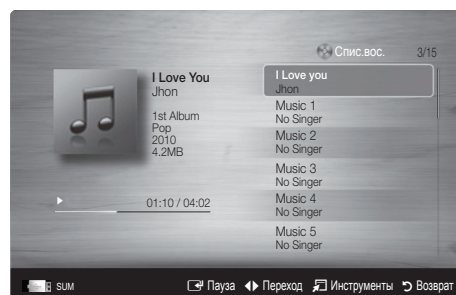 Спис.вос. 3/15
I Love You
Jhon
1st Album
Pop
2010
4.2MB
01:10 / 04:02
I Love you
Jhon
Music 1
No Singer
Music 2
No Singer
Music 3
No Singer
Music 4
No Singer
Music 5
No Singer
SUM Пауза Переход Инструменты Возврат